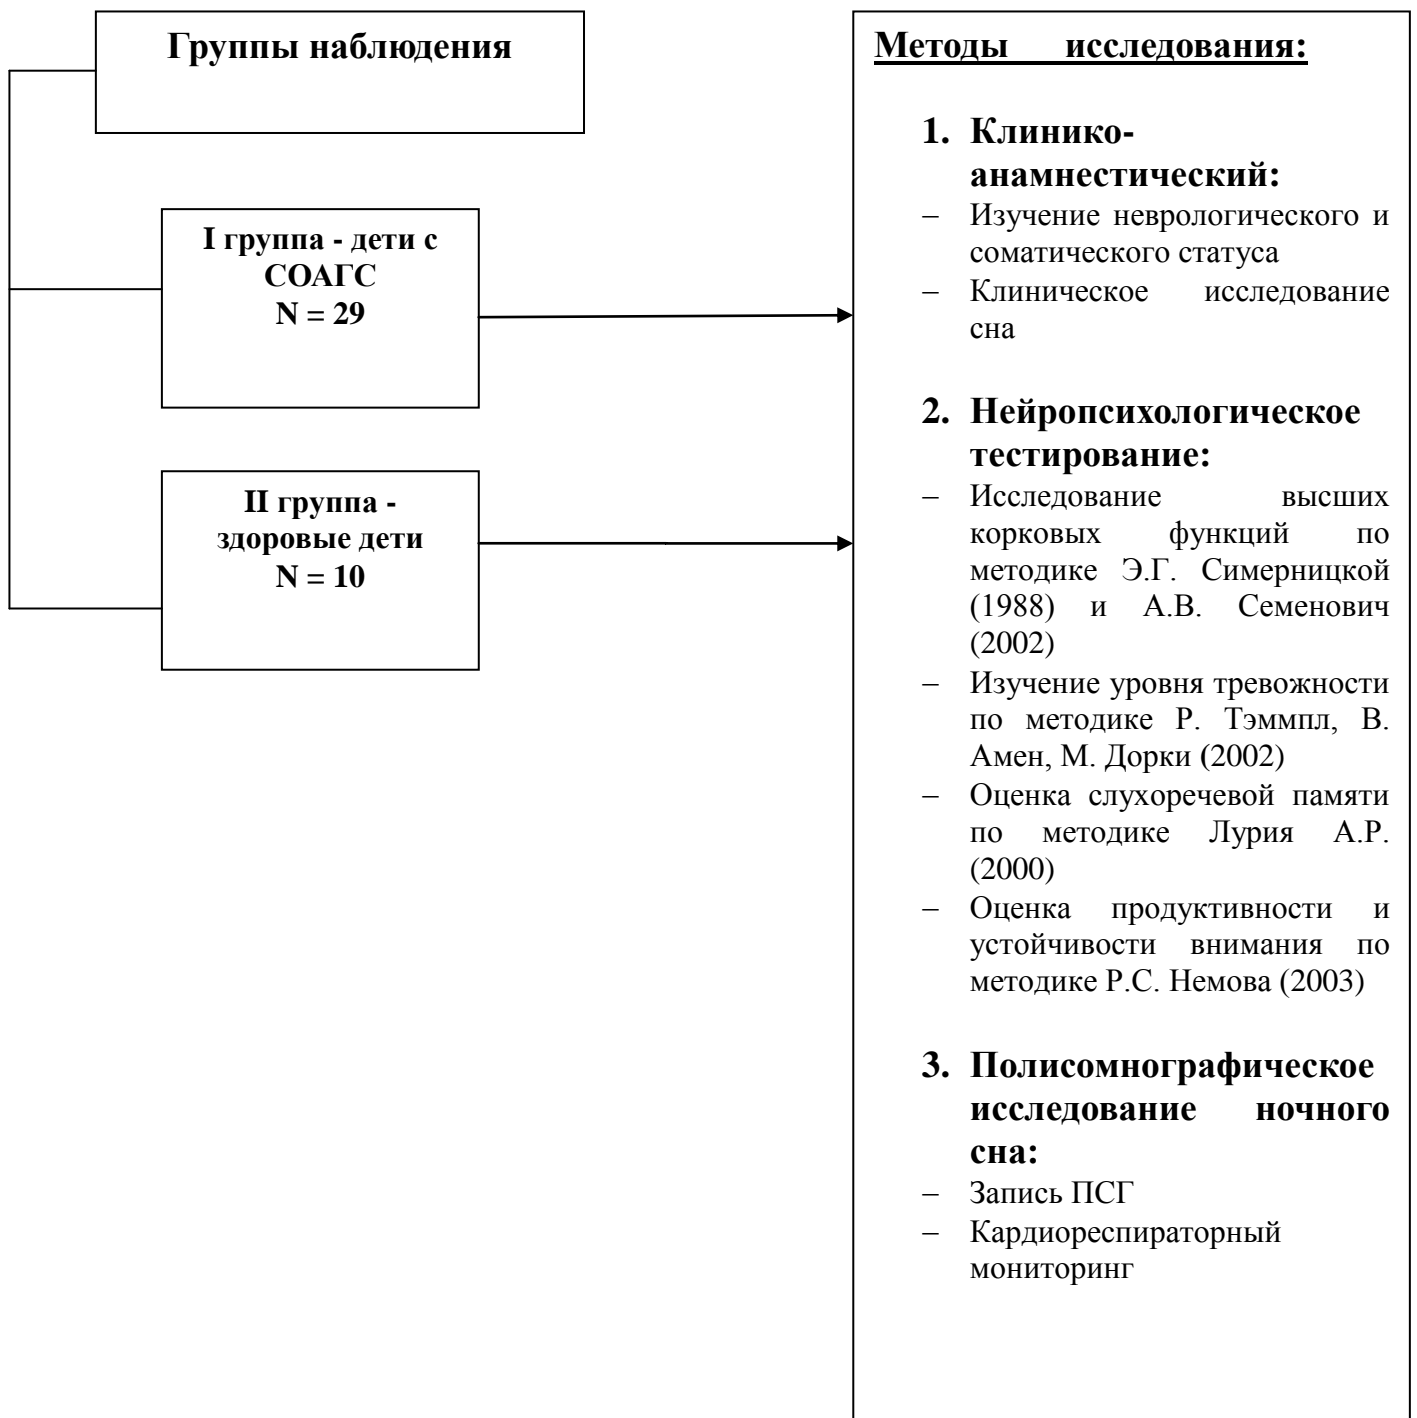 Группы наблюдения
I группа - дети с
СОАГС
N = 29
II группа -
здоровые дети
N = 10
Методы исследования:
1. Клинико-
анамнестический:
– Изучение неврологического и
соматического статуса
– Клиническое исследование
сна
2. Нейропсихологическое
тестирование:
– Исследование высших
корковых функций по
методике Э.Г. Симерницкой
(1988) и А.В. Семенович
(2002)
– Изучение уровня тревожности
по методике Р. Тэммпл, В.
Амен, М. Дорки (2002)
– Оценка слухоречевой памяти
по методике Лурия А.Р.
(2000)
– Оценка продуктивности и
устойчивости внимания по
методике Р.С. Немова (2003)
3. Полисомнографическое
исследование ночного
сна:
– Запись ПСГ
– Кардиореспираторный
мониторинг